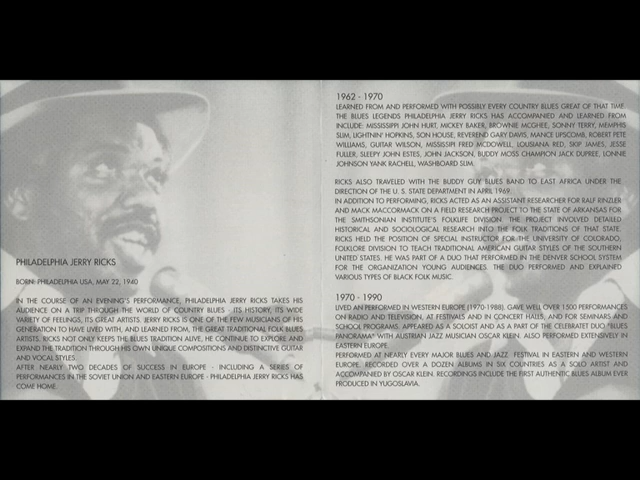 PHILADELPHIA JERRY RICKS
BORN: PHILADELPHIA USA, MAY 22, 1940
IN THE COURSE OF AN EVENING'S PERFORMANCE, PHILADELPHIA JERRY RICKS TAKES HIS
AUDIENCE ON A TRIP THROUGH THE WORLD OF COUNTRY BLUES - ITS HISTORY, ITS WIDE
VARIETY OF FEELINGS, ITS GREAT ARTISTS. JERRY RICKS IS ONE OF THE FEW MUSICIANS OF HIS
GENERATION TO HAVE LIVED WITH, AND LEARNED FROM, THE GREAT TRADITIONAL FOLK BLUES
ARTISTS. RICKS NOT ONLY KEEPS THE BLUES TRADITION ALIVE, HE CONTINUE TO EXPLORE AND
EXPAND THE TRADITION THROUGH HIS OWN UNIQUE COMPOSITIONS AND DISTINCTIVE GUITAR
AND VOCAL STYLES.
AFTER NEARLY TWO DECADES OF SUCCESS IN EUROPE - INCLUDING A SERIES OF
PERFORMANCES IN THE SOVIET UNION AND EASTERN EUROPE - PHILADELPHIA JERRY RICKS HAS
COME HOME.
1962 - 1970
LEARNED FROM AND PERFORMED WITH POSSIBLY EVERY COUNTRY BLUES GREAT OF THAT TIME.
THE BLUES LEGENDS PHILADELPHIA JERRY RICKS HAS ACCOMPANIED AND LEARNED FROM
INCLUDE: MISSISSIPPI JOHN HURT, MICKEY BAKER, BROWNIE MCGHEE, SONNY TERRY, MEMPHIS
SLIM, LIGHTNIN' HOPKINS, SON HOUSE, REVEREND GARY DAVIS, MANCE UPSCOMB, ROBERT PETE
WILLIAMS, GUITAR WILSON, MISSISSIPI FRED MCDOWELL, LOUSIANA RED, SKIP JAMES, JESSE
FULLER, SLEEPY JOHN ESTES, JOHN JACKSON, BUDDY MOSS CHAMPION JACK DUPREE, LONNIE
JOHNSON YANK RACHELL, WASHBOARD SLIM.
RICKS ALSO TRAVELED WITH THE BUDDY GUY BLUES BAND TO EAST AFRICA UNDER THE
DIRECTION OF THE U. S. STATE DEPARTMENT IN APRIL 1969.
IN ADDITION TO PERFORMING, RICKS ACTED AS AN ASSISTANT RESEARCHER FOR RALF RINZLER
AND MACK MACCORMACK ON A FIELD RESEARCH PROJECT TO THE STATE OF ARKANSAS FOR
THE SMITHSONIAN INSTITUTE'S FOLKLIFE DIVISION. THE PROJECT INVOLVED DETAILED
HISTORICAL AND SOCIOLOGICAL RESEARCH INTO THE FOLK TRADITIONS OF THAT STATE.
RICKS HELD THE POSITION OF SPECIAL INSTRUCTOR FOR THE UNIVERSITY OF COLORADO,
FOLKLORE DIVISION TO TEACH TRADITIONAL AMERICAN GUITAR STYLES OF THE SOUTHERN
UNITED STATES. HE WAS PART OF A DUO THAT PERFORMED IN THE DENVER SCHOOL SYSTEM
FOR THE ORGANIZATION YOUNG AUDIENCES. THE DUO PERFORMED AND EXPLAINED
VARIOUS TYPES OF BLACK FOLK MUSIC.
1970 - 1990
LIVED AN PERFORMED IN WESTERN EUROPE (1970-1988). GAVE WELL OVER 1500 PERFORMANCES
ON RADIO AND TELEVISION, AT FESTIVALS AND IN CONCERT HALLS, AND FOR SEMINARS AND
SCHOOL PROGRAMS. APPEARED AS A SOLOIST AND AS A PART OF THE CELEBRATET DUO "BLUES
PANORAMA" WITH AUSTRIAN JAZZ MUSICIAN OSCAR KLEIN. ALSO PERFORMED EXTENSIVELY IN
EASTERN EUROPE.
PERFORMED AT NEARLY EVERY MAJOR BLUES AND JAZZ FESTIVAL IN EASTERN AND WESTERN
EUROPE. RECORDED OVER A DOZEN ALBUMS IN SIX COUNTRIES AS A SOLO ARTIST AND
ACCOMPANIED BY OSCAR KLEIN. RECORDINGS INCLUDE THE FIRST AUTHENTIC BLUES ALBUM EVER
PRODUCED IN YUGOSLAVIA.